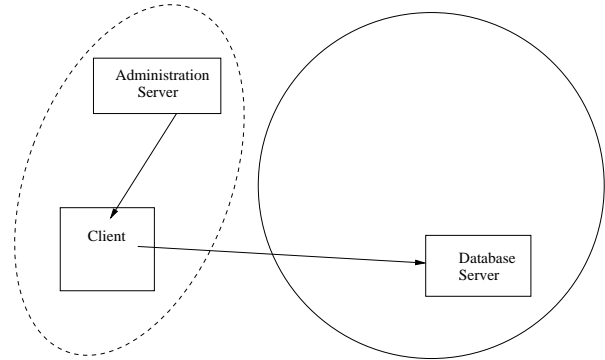 Administration
Server
Client
Database
Server